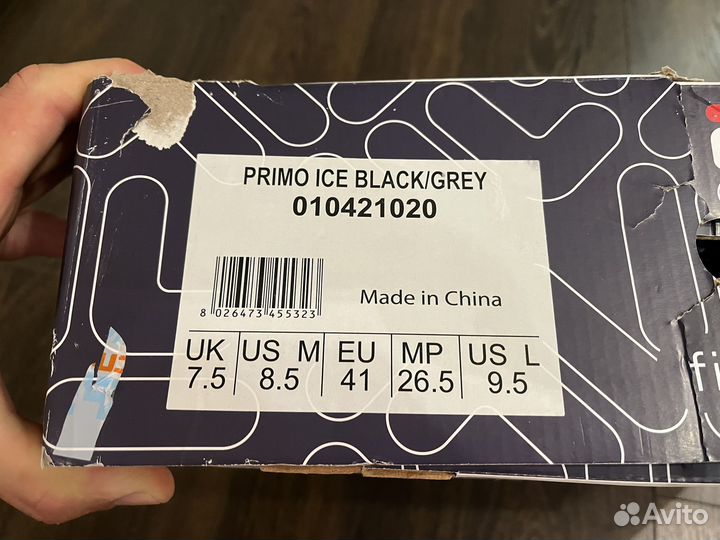 PRIMO ICE BLACK/GREY
010421020
8 026473 455323
Made in China
UK US M EU MP US L
7.5 8.5 41 26.5 9.5
fi
Avito